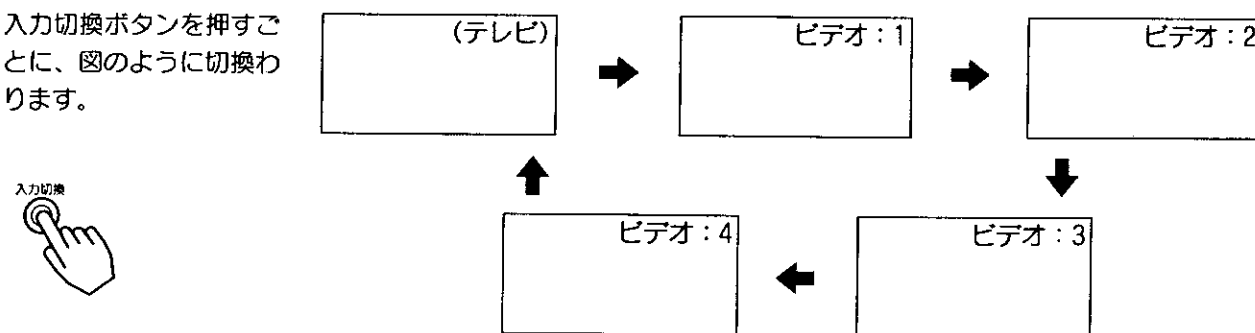 入力切換ボタンを押すご
とに、図のように切換わ
ります。
(テレビ)
ビデオ:1
ビデオ:2
入力切換
ビデオ:4
ビデオ:3